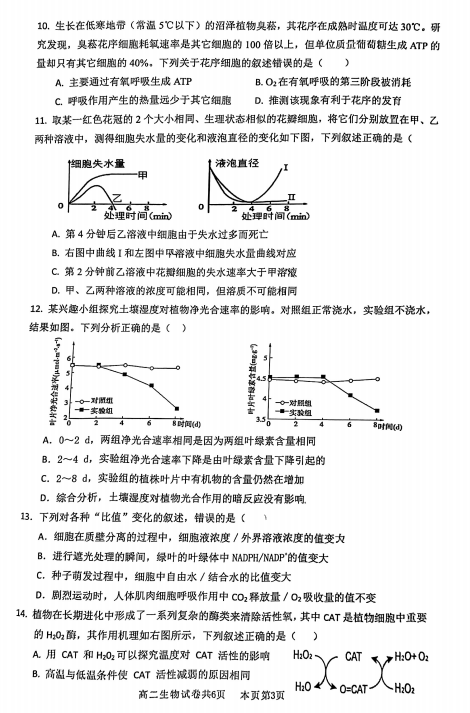 10. 生长在低寒地带（常温 5℃以下）的沼泽植物臭菘，其花序在成熟时温度可达 30℃。研
究发现，臭菘花序细胞耗氧速率是其它细胞的 100 倍以上，但单位质量葡萄糖生成 ATP 的
量却只有其它细胞的 40%。下列关于花序细胞的叙述错误的是（
A. 主要通过有氧呼吸生成 ATP B. O₂在有氧呼吸的第三阶段被消耗
C. 呼吸作用产生的热量远少于其它细胞 D. 推测该现象有利于花序的发育
11. 取某一红色花冠的 2 个大小相同、生理状态相似的花瓣细胞，将它们分别放置在甲、乙
两种溶液中，测得细胞失水量的变化和液泡直径的变化如下图，下列叙述正确的是（
细胞失水量 甲 乙 0 2 4 6 8 处理时间(min)
液泡直径 I II 0 2 4 6 8 处理时间(min)
A. 第 4 分钟后乙溶液中细胞由于失水过多而死亡
B. 右图中曲线 I 和左图中甲溶液中细胞失水量曲线对应
C. 第 2 分钟前乙溶液中花瓣细胞的失水速率大于甲溶液
D. 甲、乙两种溶液的浓度可能相同，但溶质不可能相同
12. 某兴趣小组探究土壤湿度对植物净光合速率的影响。对照组正常浇水，实验组不浇水，
结果如图。下列分析正确的是（ ）
叶片净光合速率(μmol·m⁻²·s⁻¹) 6 5 4 3 2 对照组 实验组 0 2 4 6 8 时间(d)
叶片叶绿素含量(mg·g⁻¹) 5 4.5 4 3.5 对照组 实验组 0 2 4 6 8 时间(d)
A．0～2 d，两组净光合速率相同是因为两组叶绿素含量相同
B．2～4 d，实验组净光合速率下降是由叶绿素含量下降引起的
C．2～8 d，实验组的植株叶片中有机物的含量仍然在增加
D．综合分析，土壤湿度对植物光合作用的暗反应没有影响
13. 下列对各种“比值”变化的叙述，错误的是（
A．细胞在质壁分离的过程中，细胞液浓度／外界溶液浓度的值变大
B．进行遮光处理的瞬间，绿叶的叶绿体中 NADPH/NADP⁺的值变大
C．种子萌发过程中，细胞中自由水／结合水的比值变大
D．剧烈运动时，人体肌肉细胞呼吸作用中 CO₂ 释放量／O₂ 吸收量的值不变
14. 植物在长期进化中形成了一系列复杂的酶类来清除活性氧，其中 CAT 是植物细胞中重要
的 H₂O₂ 酶，其作用机理如右图所示，下列叙述正确的是（ ）
A. 用 CAT 和 H₂O₂ 可以探究温度对 CAT 活性的影响
B. 高温与低温条件使 CAT 活性减弱的原因相同
H₂O₂ CAT H₂O+O₂
H₂O O=CAT H₂O₂
高二生物试卷共6页 本页第3页